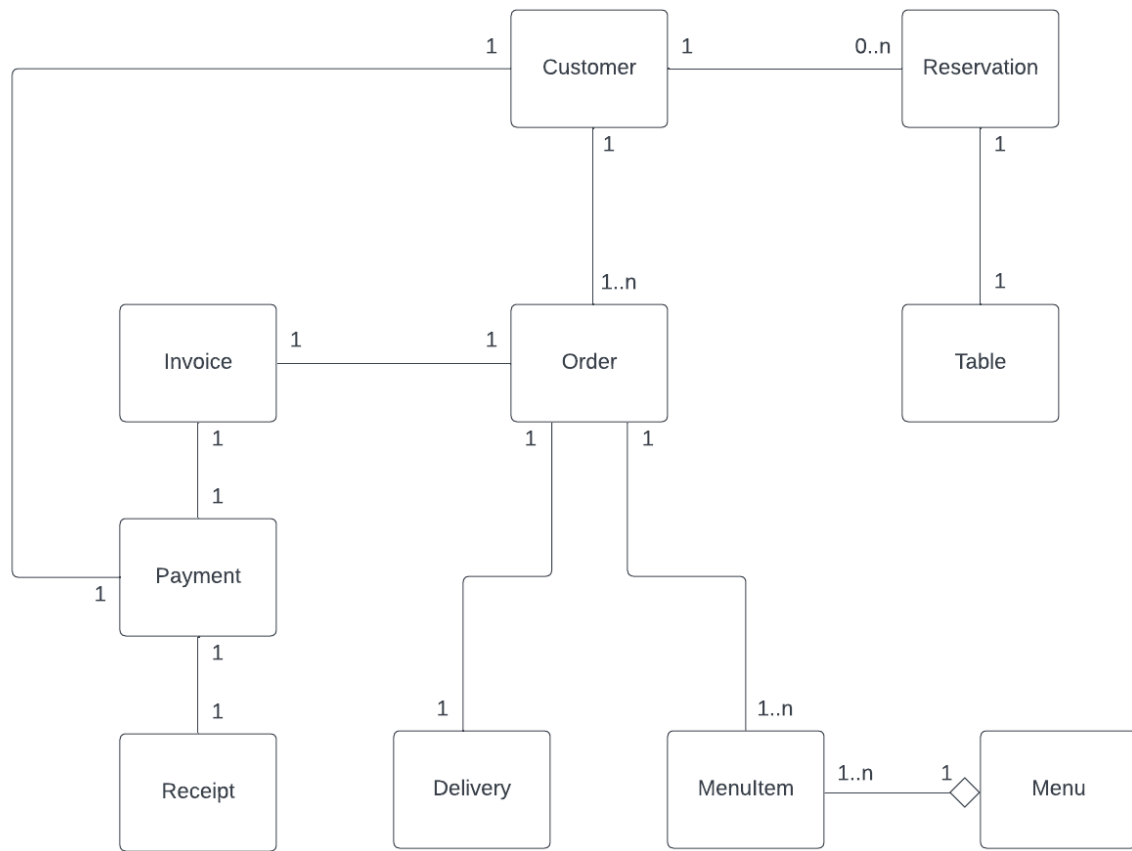 1 Customer 1 0..n Reservation
1 1
1..n 1
Invoice 1 1 Order Table
1 1 1
1
Payment
1
1
1 1 1..n
Receipt Delivery MenuItem 1..n 1 Menu